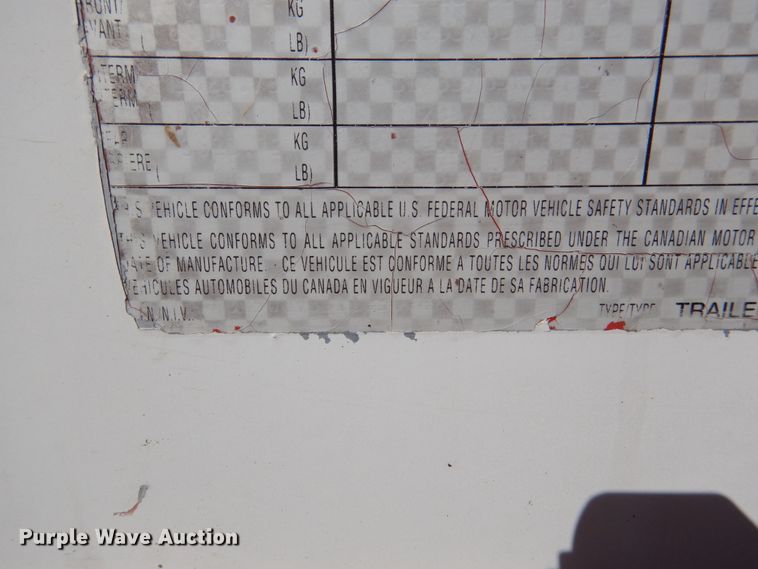 KG
AVANT ( LB)
KG
LB)
KG
LB)
VEHICLE CONFORMS TO ALL APPLICABLE U.S. FEDERAL MOTOR VEHICLE SAFETY STANDARDS IN EFFE
VEHICLE CONFORMS TO ALL APPLICABLE STANDARDS PRESCRIBED UNDER THE CANADIAN MOTOR
DATE OF MANUFACTURE. - CE VEHICULE EST CONFORME A TOUTES LES NORMES QUI LUI SONT APPLICABLE
VEHICULES AUTOMOBILES DU CANADA EN VIGUEUR A LA DATE DE SA FABRICATION.
N.I.V. TYPE/TYPE TRAILE
Purple Wave Auction